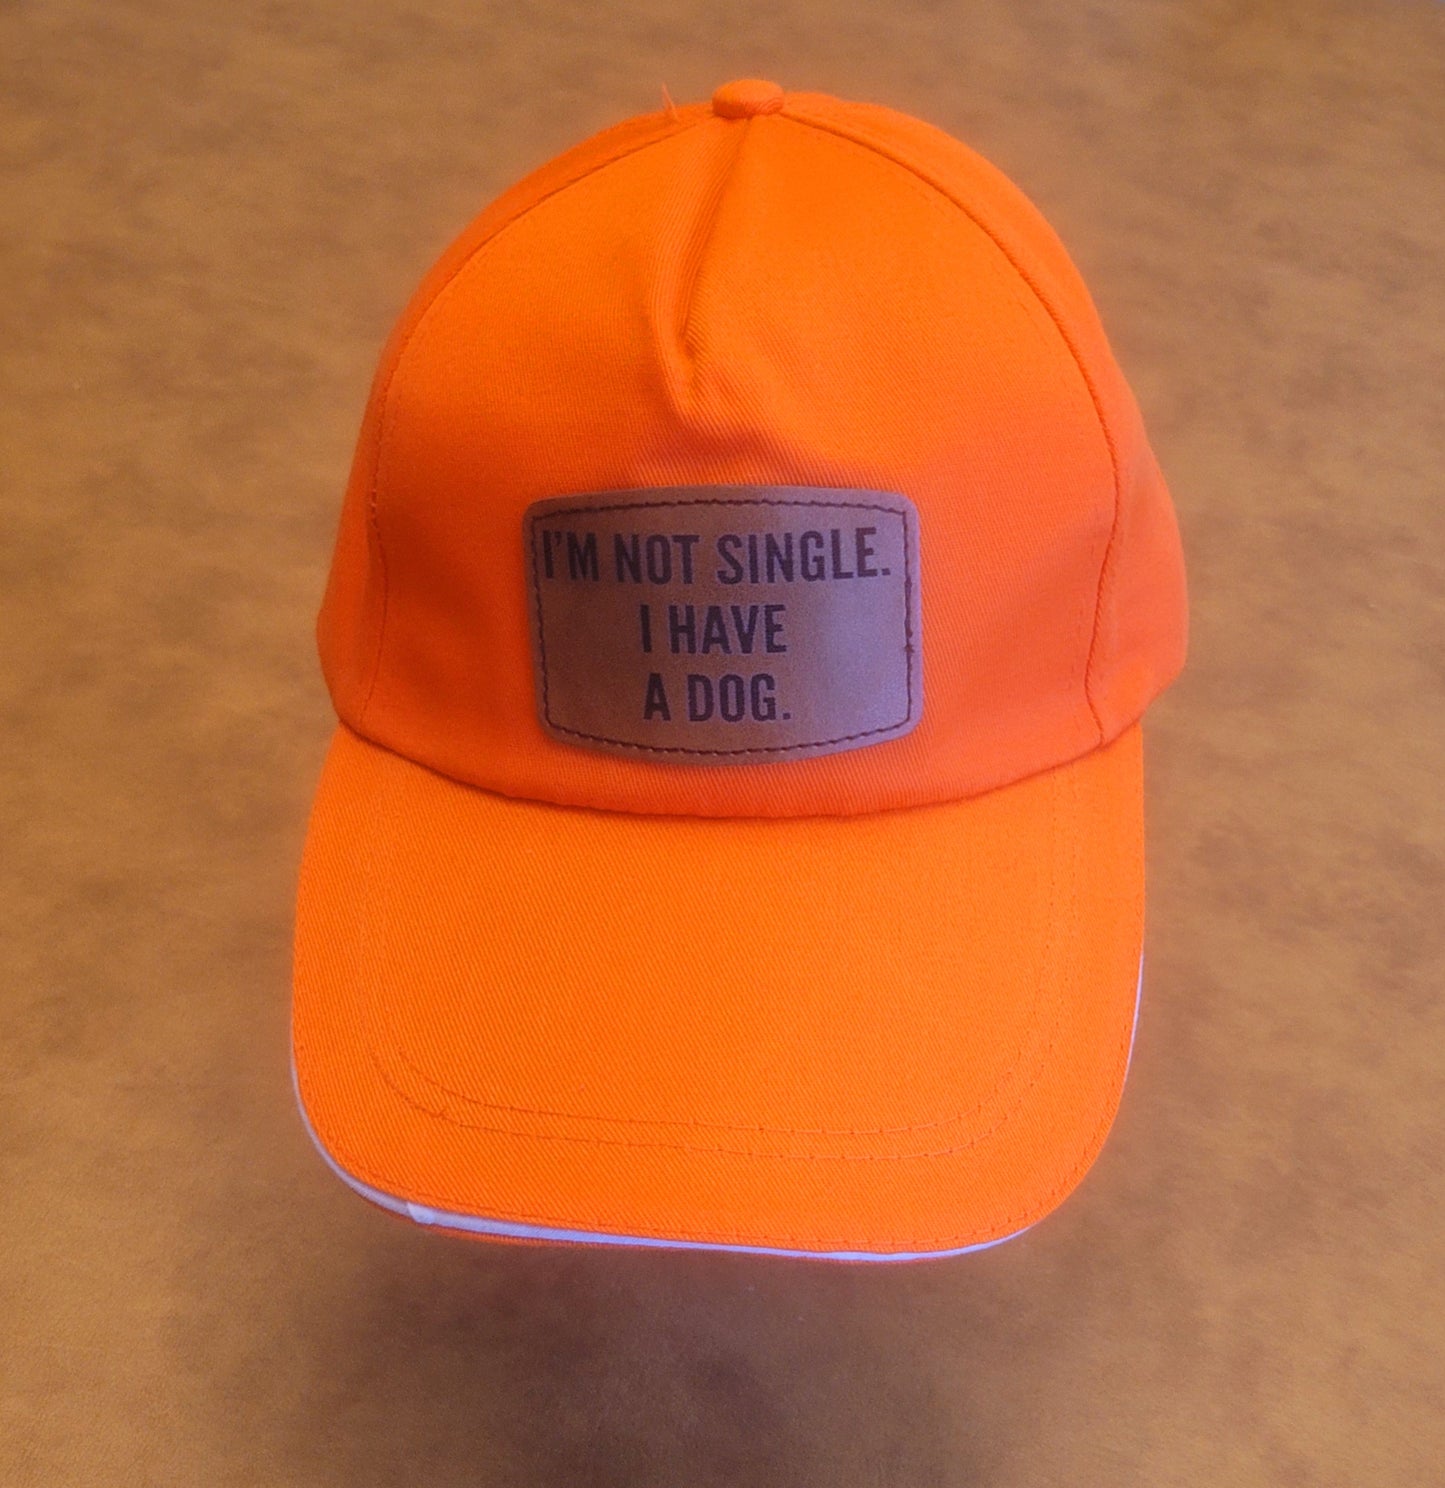 I'M NOT SINGLE.
I HAVE
A DOG.